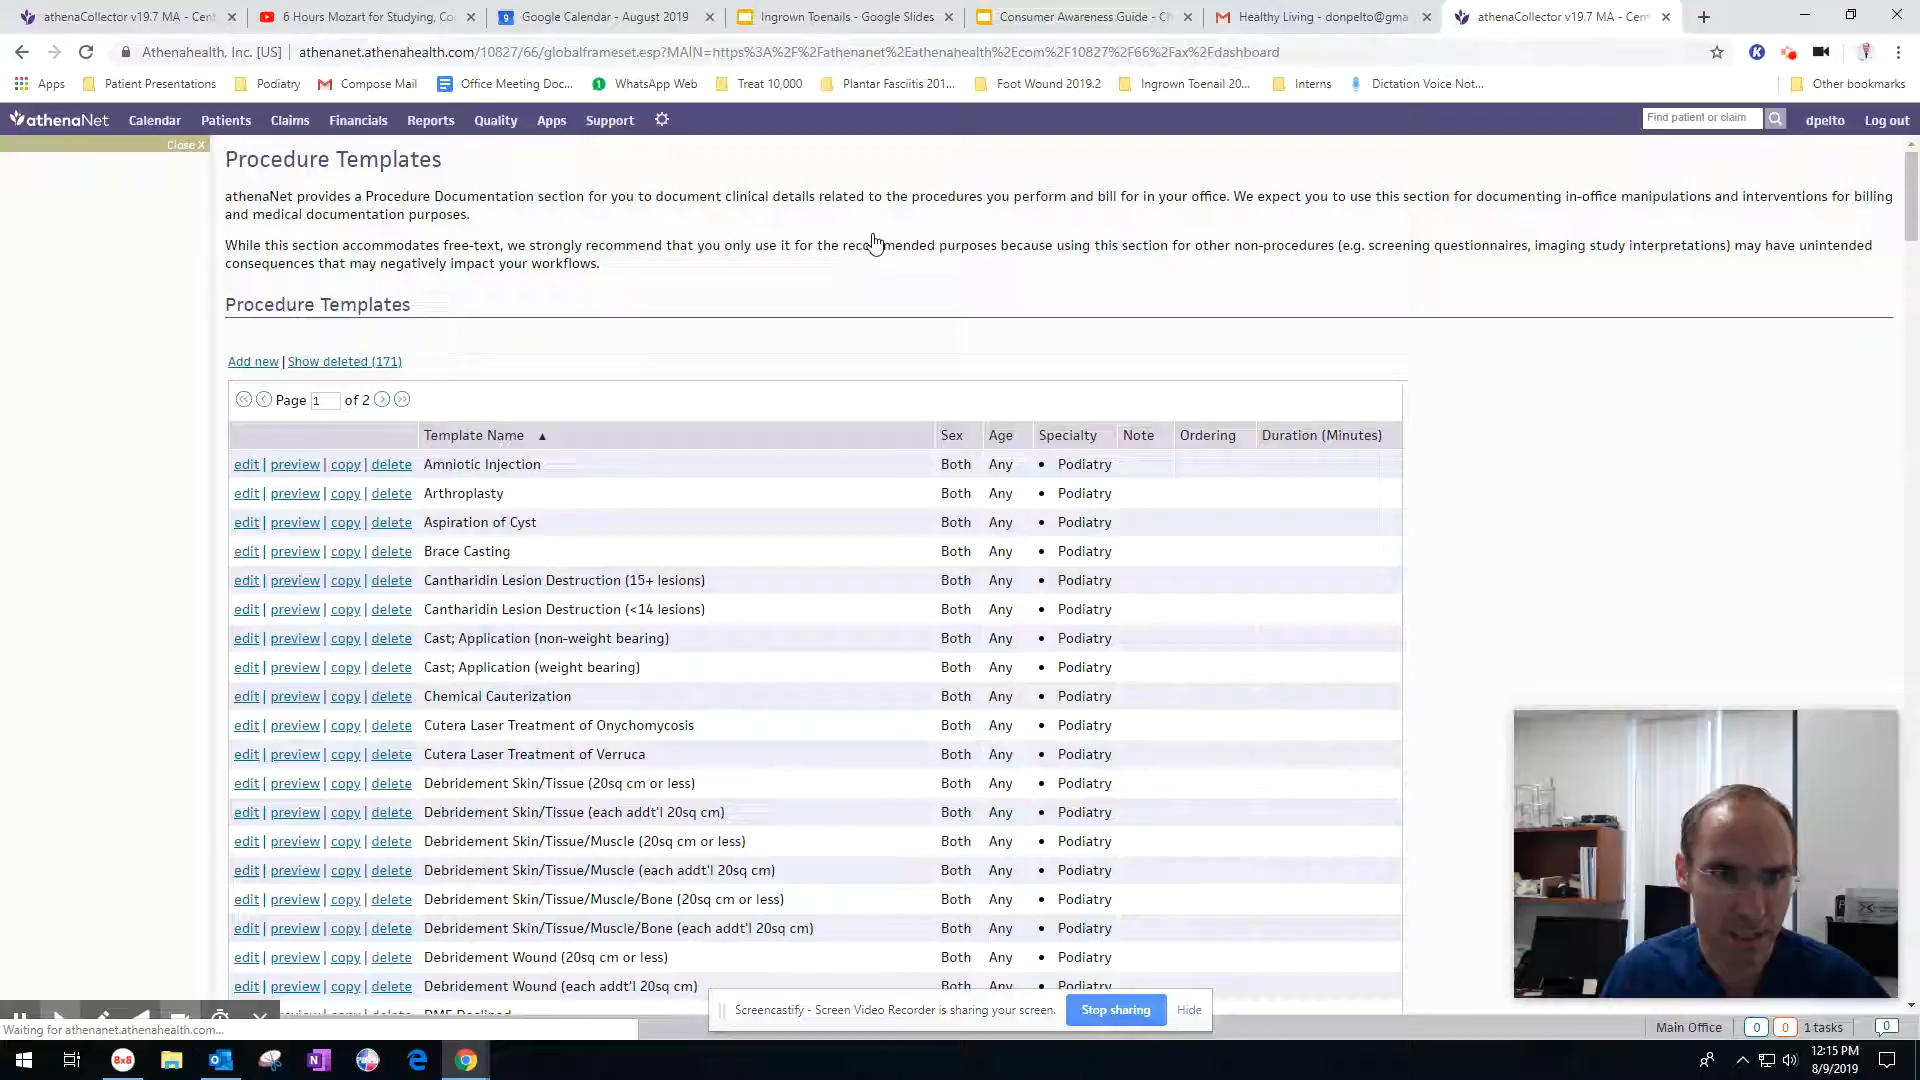 athenaCollector v19.7 MA - Cent
6 Hours Mozart for Studying, Co
Google Calendar - August 2019
Ingrown Toenails - Google Slides
Consumer Awareness Guide - Ch
Healthy Living - donpelto@gma
athenaCollector v19.7 MA - Cent
Athenahealth, Inc. [US] | athenanet.athenahealth.com/10827/66/globalframeset.esp?MAIN=https%3A%2F%2Fathenanet%2Eathenahealth%2Ecom%2F10827%2F66%2Fax%2Fdashboard
Apps Patient Presentations Podiatry Compose Mail Office Meeting Doc... WhatsApp Web Treat 10,000 Plantar Fasciitis 201... Foot Wound 2019.2 Ingrown Toenail 20... Interns Dictation Voice Not... Other bookmarks
athenaNet Calendar Patients Claims Financials Reports Quality Apps Support Find patient or claim dpelto Log out
Close X
Procedure Templates
athenaNet provides a Procedure Documentation section for you to document clinical details related to the procedures you perform and bill for in your office. We expect you to use this section for documenting in-office manipulations and interventions for billing
and medical documentation purposes.
While this section accommodates free-text, we strongly recommend that you only use it for the recommended purposes because using this section for other non-procedures (e.g. screening questionnaires, imaging study interpretations) may have unintended
consequences that may negatively impact your workflows.
Procedure Templates
Add new | Show deleted (171)
Page 1 of 2
Template Name ▲ Sex Age Specialty Note Ordering Duration (Minutes)
edit | preview | copy | delete Amniotic Injection Both Any • Podiatry
edit | preview | copy | delete Arthroplasty Both Any • Podiatry
edit | preview | copy | delete Aspiration of Cyst Both Any • Podiatry
edit | preview | copy | delete Brace Casting Both Any • Podiatry
edit | preview | copy | delete Cantharidin Lesion Destruction (15+ lesions) Both Any • Podiatry
edit | preview | copy | delete Cantharidin Lesion Destruction (<14 lesions) Both Any • Podiatry
edit | preview | copy | delete Cast; Application (non-weight bearing) Both Any • Podiatry
edit | preview | copy | delete Cast; Application (weight bearing) Both Any • Podiatry
edit | preview | copy | delete Chemical Cauterization Both Any • Podiatry
edit | preview | copy | delete Cutera Laser Treatment of Onychomycosis Both Any • Podiatry
edit | preview | copy | delete Cutera Laser Treatment of Verruca Both Any • Podiatry
edit | preview | copy | delete Debridement Skin/Tissue (20sq cm or less) Both Any • Podiatry
edit | preview | copy | delete Debridement Skin/Tissue (each addt'l 20sq cm) Both Any • Podiatry
edit | preview | copy | delete Debridement Skin/Tissue/Muscle (20sq cm or less) Both Any • Podiatry
edit | preview | copy | delete Debridement Skin/Tissue/Muscle (each addt'l 20sq cm) Both Any • Podiatry
edit | preview | copy | delete Debridement Skin/Tissue/Muscle/Bone (20sq cm or less) Both Any • Podiatry
edit | preview | copy | delete Debridement Skin/Tissue/Muscle/Bone (each addt'l 20sq cm) Both Any • Podiatry
edit | preview | copy | delete Debridement Wound (20sq cm or less) Both Any • Podiatry
edit | preview | copy | delete Debridement Wound (each addt'l 20sq cm) Both Any • Podiatry
DME Declined
Screencastify - Screen Video Recorder is sharing your screen. Stop sharing Hide
Waiting for athenanet.athenahealth.com...
Main Office 0 0 1 tasks 0
8x8
12:15 PM
8/9/2019